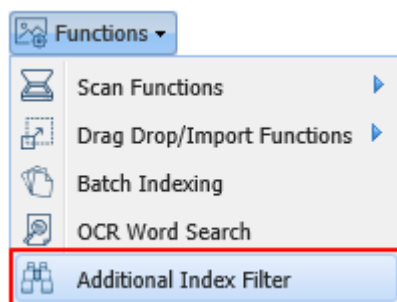 Functions
Scan Functions
Drag Drop/Import Functions
Batch Indexing
OCR Word Search
Additional Index Filter